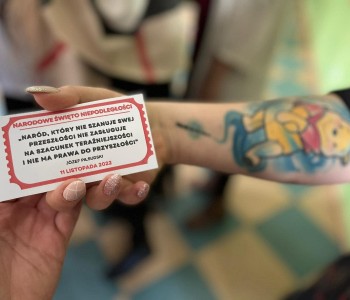 NARODOWE ŚWIĘTO NIEPODLEGŁOŚCI
„NARÓD, KTÓRY NIE SZANUJE SWEJ
PRZESZŁOŚCI NIE ZASŁUGUJE
NA SZACUNEK TERAŹNIEJSZOŚCI
I NIE MA PRAWA DO PRZYSZŁOŚCI"
JÓZEF PIŁSUDSKI
11 LISTOPADA 2023